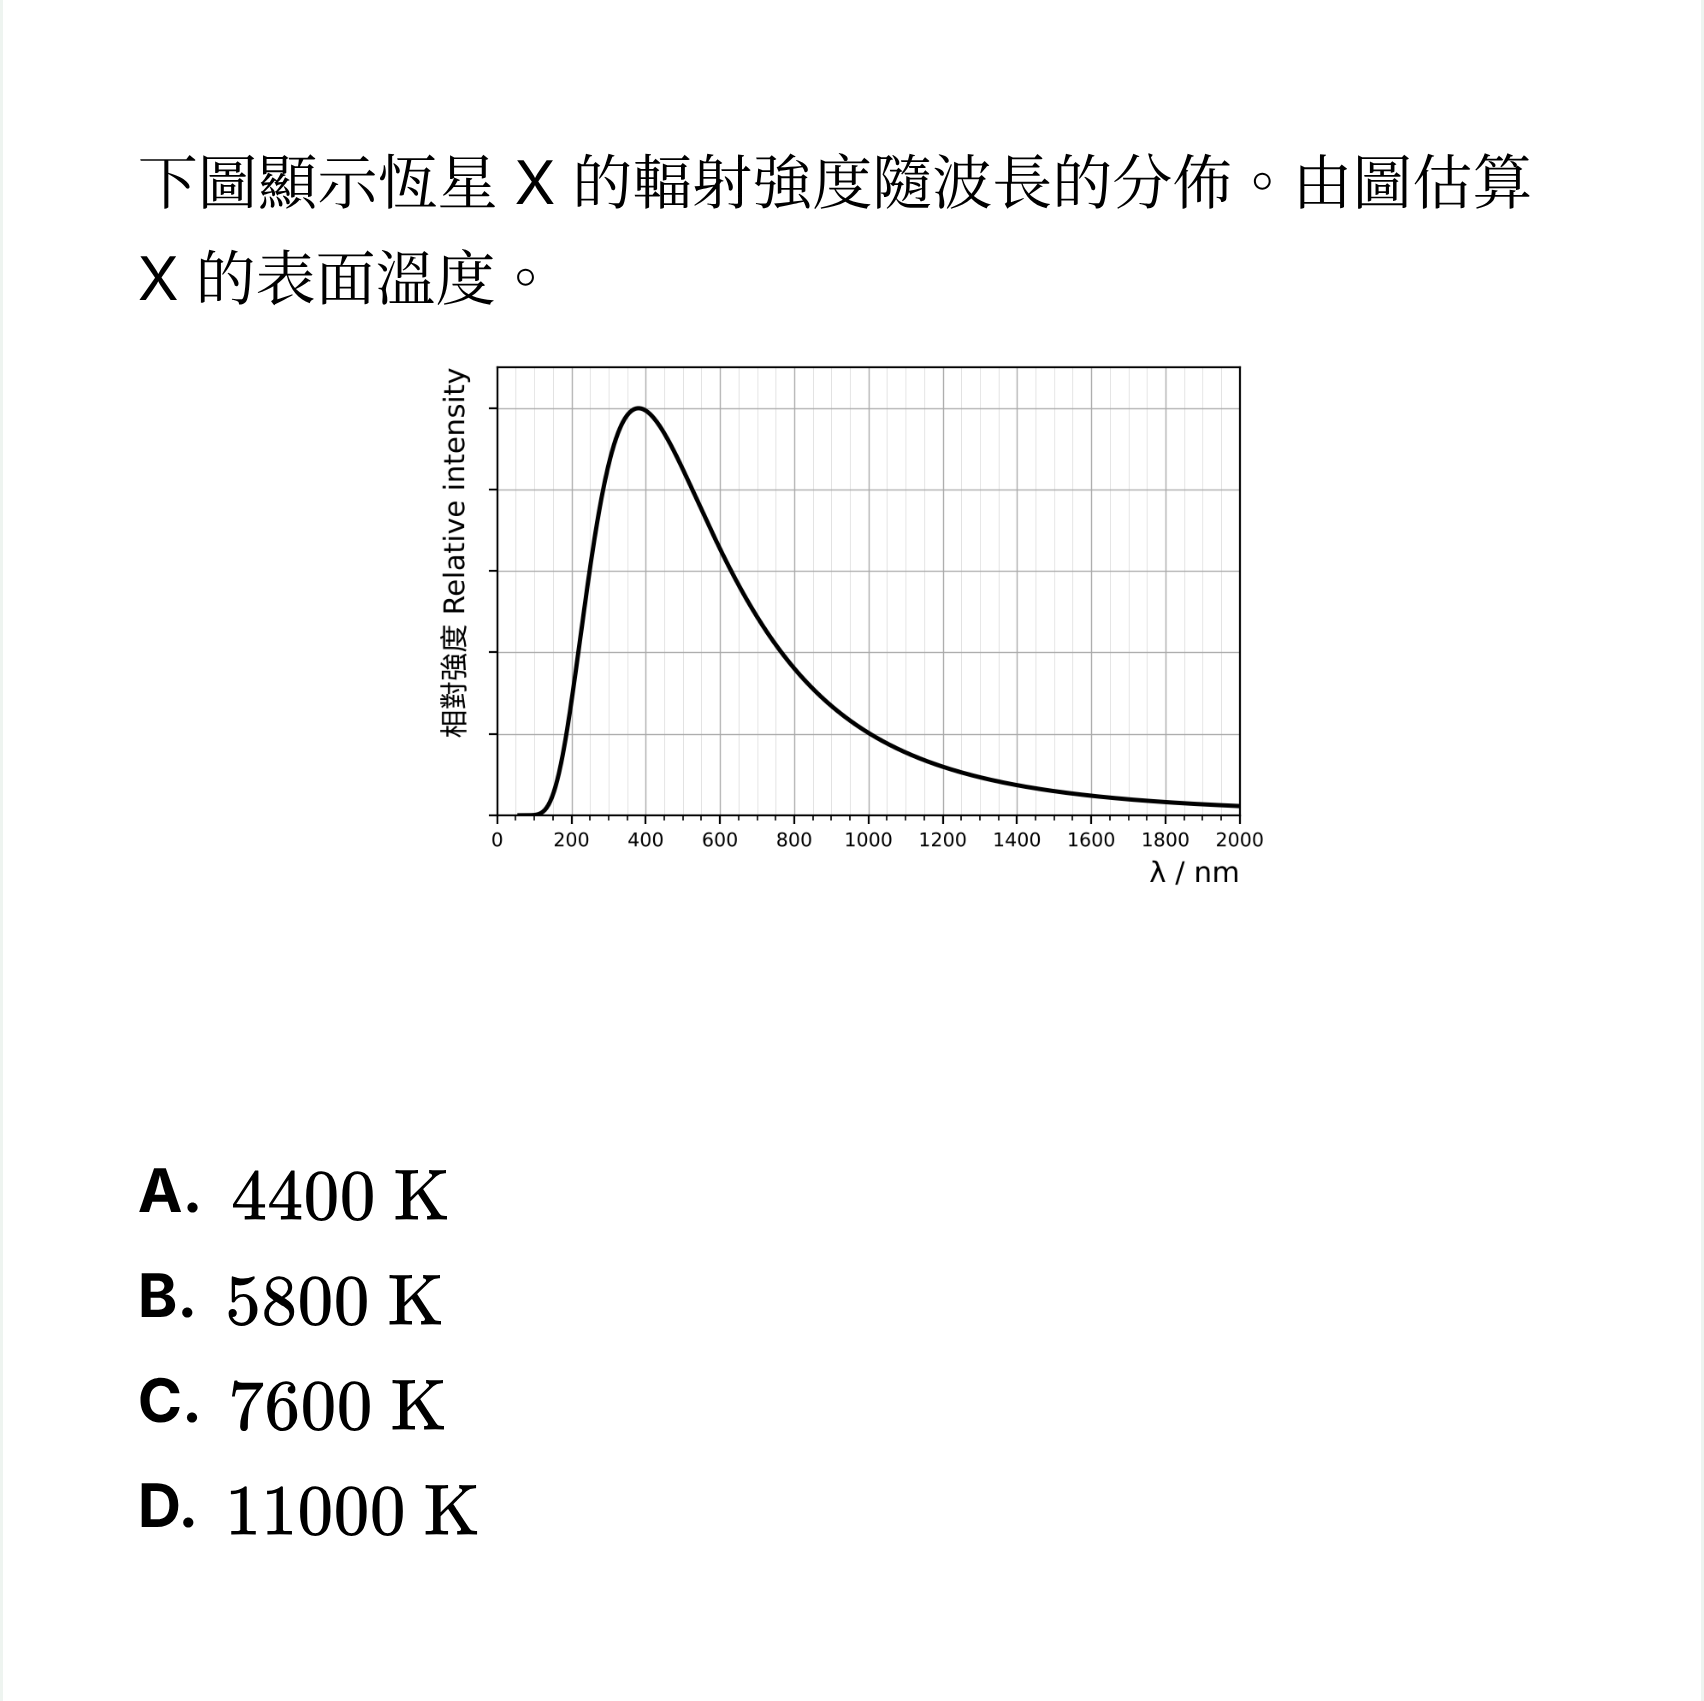 下圖顯示恆星 X 的輻射強度隨波長的分佈。由圖估算
X 的表面溫度。
相對強度 Relative intensity
0 200 400 600 800 1000 1200 1400 1600 1800 2000
λ / nm
A. 4400 K
B. 5800 K
C. 7600 K
D. 11000 K